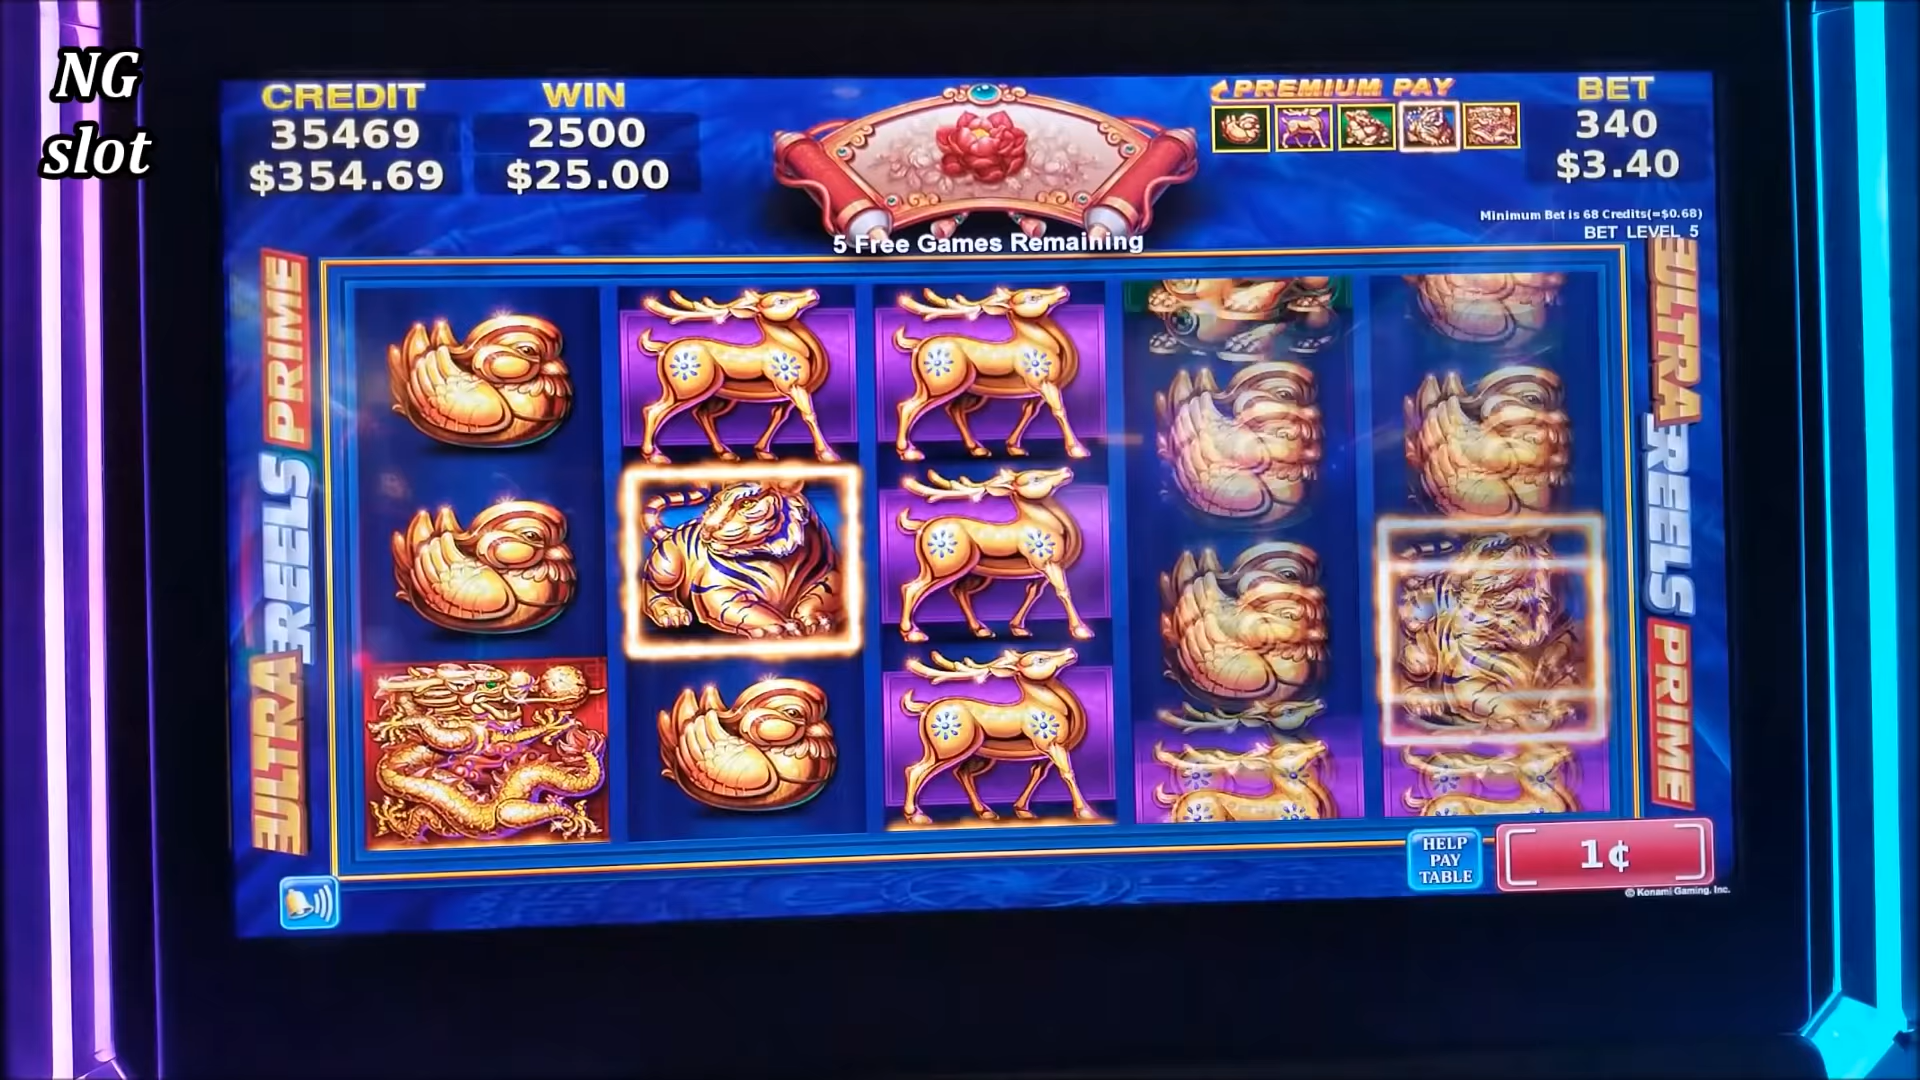 NG
slot
CREDIT
35469
$354.69
WIN
2500
$25.00
PREMIUM PAY
BET
340
$3.40
Minimum Bet is 68 Credits(=$0.68)
BET LEVEL 5
5 Free Games Remaining
ULTRA REELS PRIME
ULTRA REELS PRIME
HELP
PAY
TABLE
1¢
© Konami Gaming, Inc.